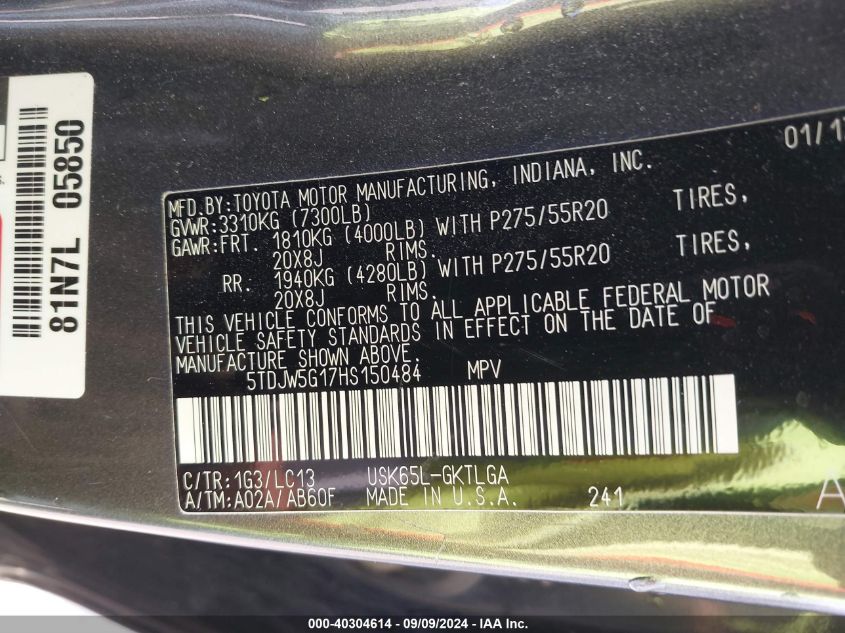 81N7L 05850
01/17
MFD.BY:TOYOTA MOTOR MANUFACTURING, INDIANA, INC.
GVWR:3310KG (7300LB)
GAWR:FRT. 1810KG (4000LB) WITH P275/55R20 TIRES,
20X8J RIMS.
RR. 1940KG (4280LB) WITH P275/55R20 TIRES,
20X8J RIMS.
THIS VEHICLE CONFORMS TO ALL APPLICABLE FEDERAL MOTOR
VEHICLE SAFETY STANDARDS IN EFFECT ON THE DATE OF
MANUFACTURE SHOWN ABOVE.
5TDJW5G17HS150484 MPV
C/TR:1G3/LC13 USK65L-GKTLGA
A/TM:A02A/AB60F MADE IN U.S.A. 241
A
000-40304614 - 09/09/2024 - IAA Inc.